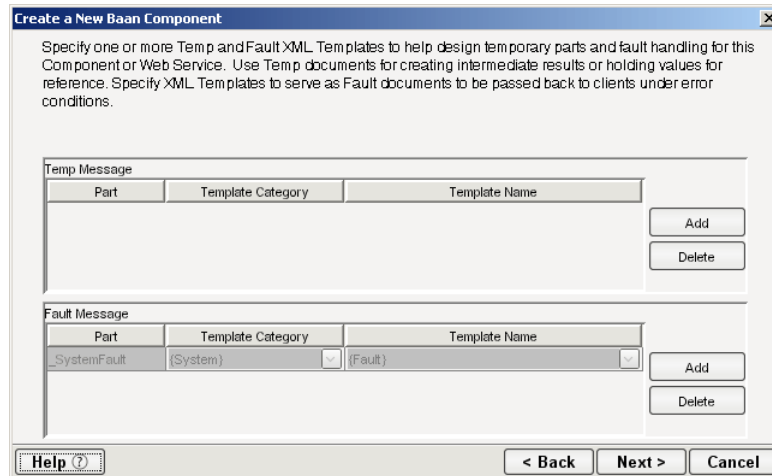 Create a New Baan Component
Specify one or more Temp and Fault XML Templates to help design temporary parts and fault handling for this
Component or Web Service. Use Temp documents for creating intermediate results or holding values for
reference. Specify XML Templates to serve as Fault documents to be passed back to clients under error
conditions.
Temp Message
Part Template Category Template Name
Add
Delete
Fault Message
Part Template Category Template Name
_SystemFault {System} {Fault}
Add
Delete
Help ? < Back Next > Cancel